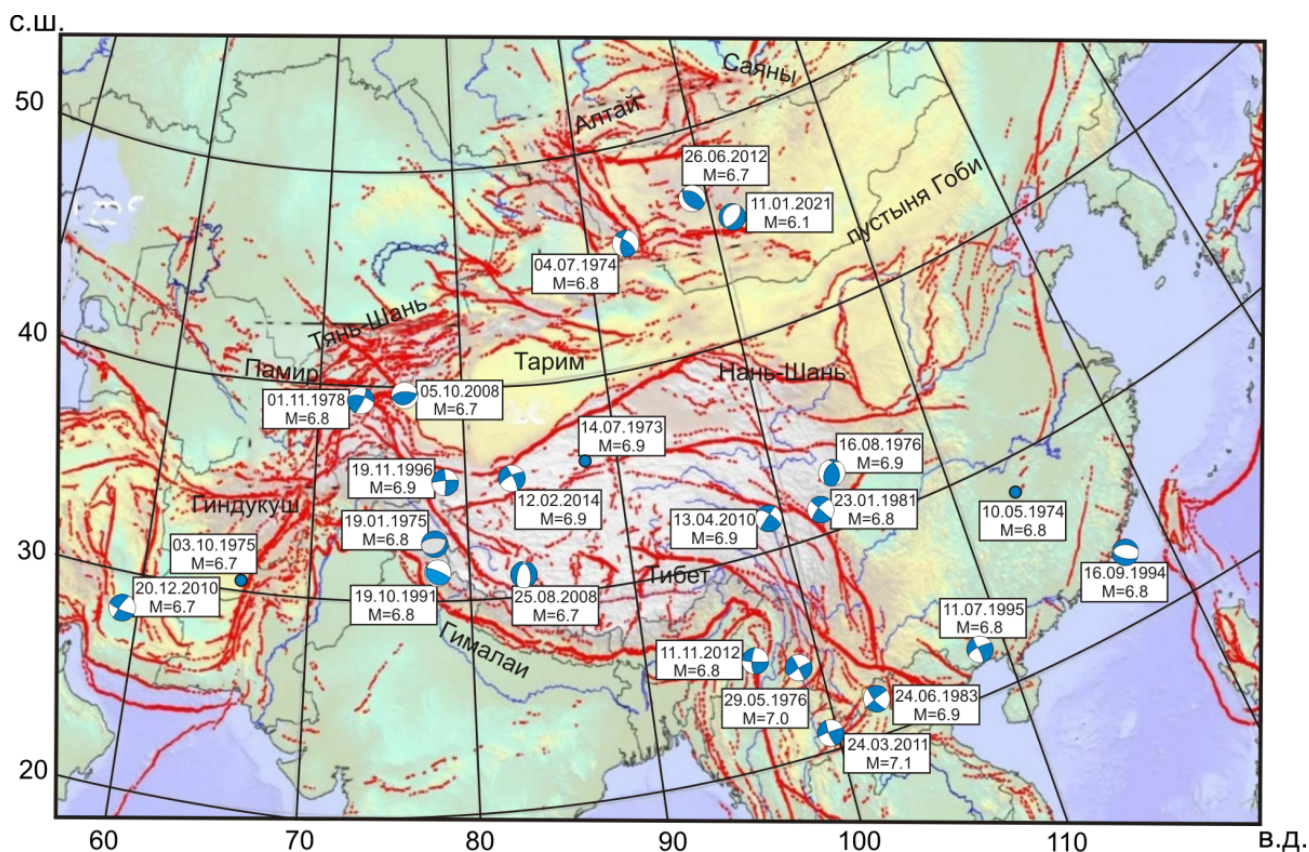 с.ш.
50
40
30
20
60
70
80
90
100
110
в.д.
Саяны
Алтай
пустыня Гоби
26.06.2012
M=6.7
11.01.2021
M=6.1
04.07.1974
M=6.8
Тянь-Шань
Тарим
Памир
Нань-Шань
01.11.1978
M=6.8
05.10.2008
M=6.7
14.07.1973
M=6.9
16.08.1976
M=6.9
19.11.1996
M=6.9
12.02.2014
M=6.9
23.01.1981
M=6.8
10.05.1974
M=6.8
Гиндукуш
19.01.1975
M=6.8
13.04.2010
M=6.9
03.10.1975
M=6.7
Тибет
20.12.2010
M=6.7
19.10.1991
M=6.8
25.08.2008
M=6.7
16.09.1994
M=6.8
Гималаи
11.07.1995
M=6.8
11.11.2012
M=6.8
29.05.1976
M=7.0
24.06.1983
M=6.9
24.03.2011
M=7.1